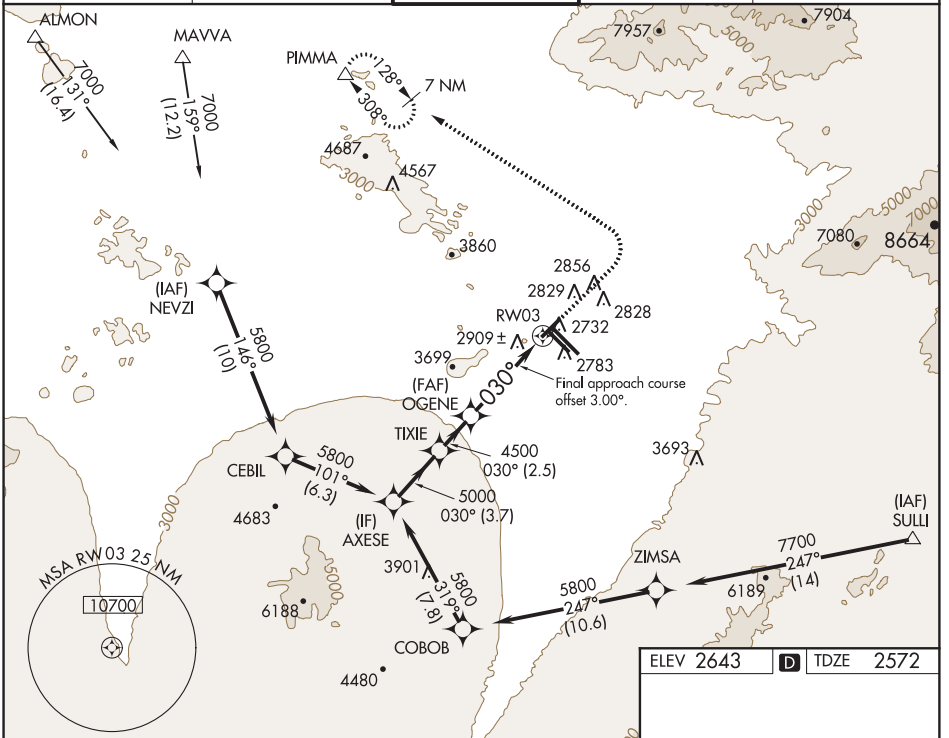 ALMON
7000
131°
(16.4)
MAVVA
7000
159°
(12.2)
PIMMA
128°
308°
7 NM
7957
5000
7904
4687
3000
4567
3860
3000
5000
7000
7080
8664
(IAF)
NEVZI
5800
146°
(10)
2856
2829
2828
RW03
2732
2909 ±
2783
3699
(FAF)
OGENE
030°
Final approach course
offset 3.00°.
TIXIE
4500
030° (2.5)
5000
030° (3.7)
CEBIL
5800
101°
(6.3)
(IF)
AXESE
4683
3000
3693
(IAF)
SULLI
7700
247°
(14)
ZIMSA
6189
5800
247°
(10.6)
3901
5800
319°
(7.8)
COBOB
5000
6188
4480
MSA RW03 25 NM
10700
ELEV 2643 D TDZE 2572
5000